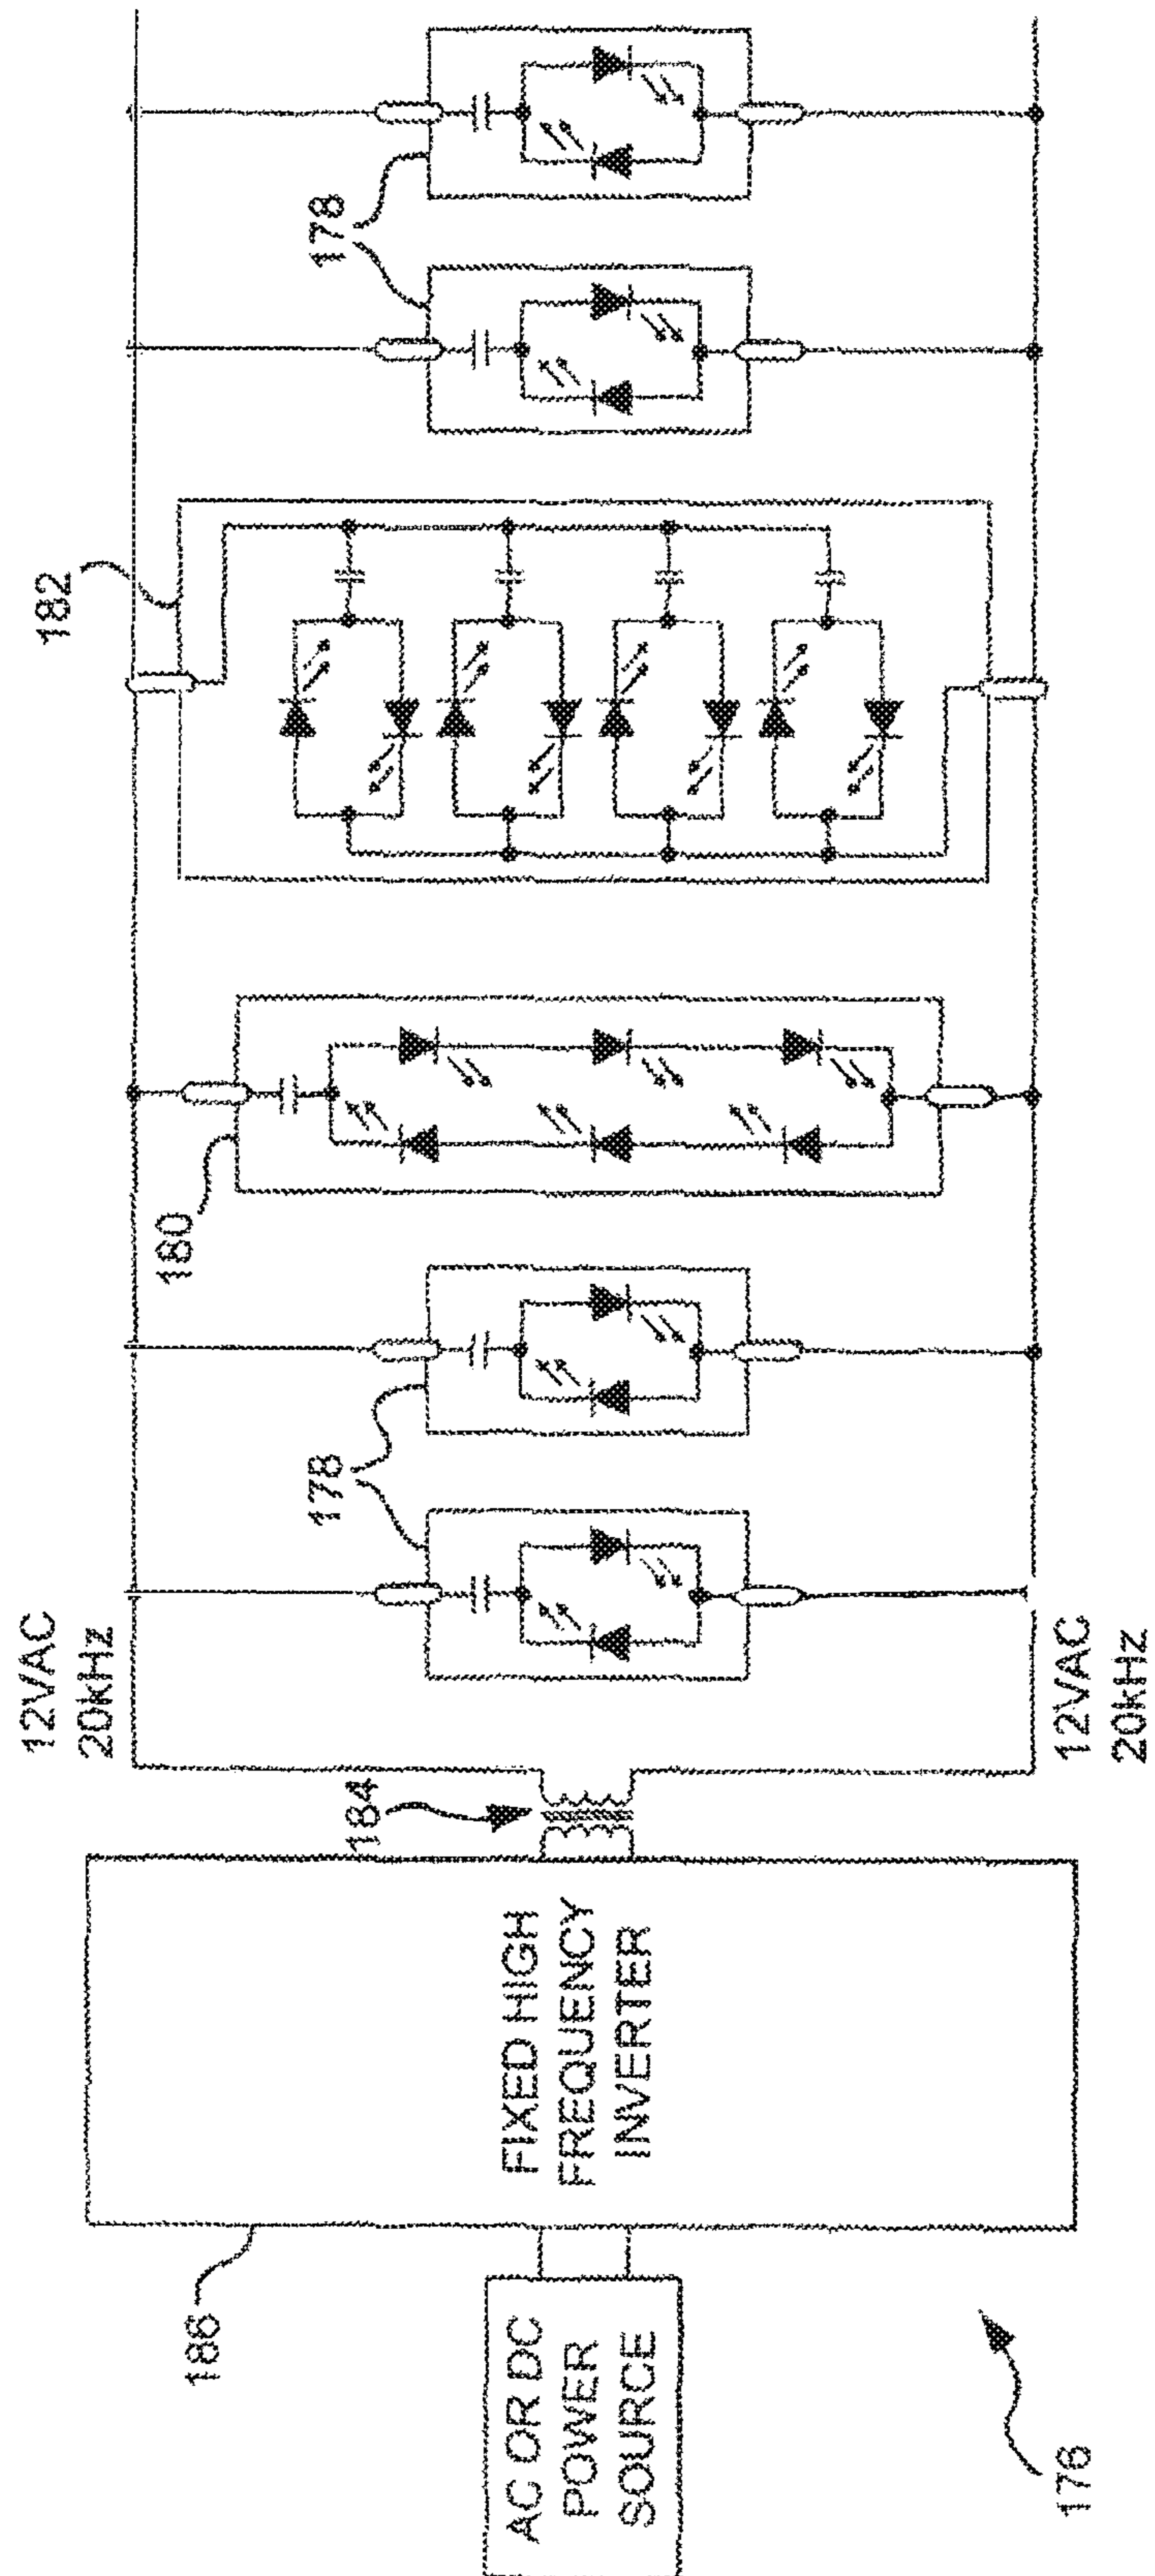 12VAC
20kHz
182
180
186
178
178
184
AC OR DC
POWER
SOURCE
FIXED HIGH
FREQUENCY
INVERTER
12VAC
20kHz
176